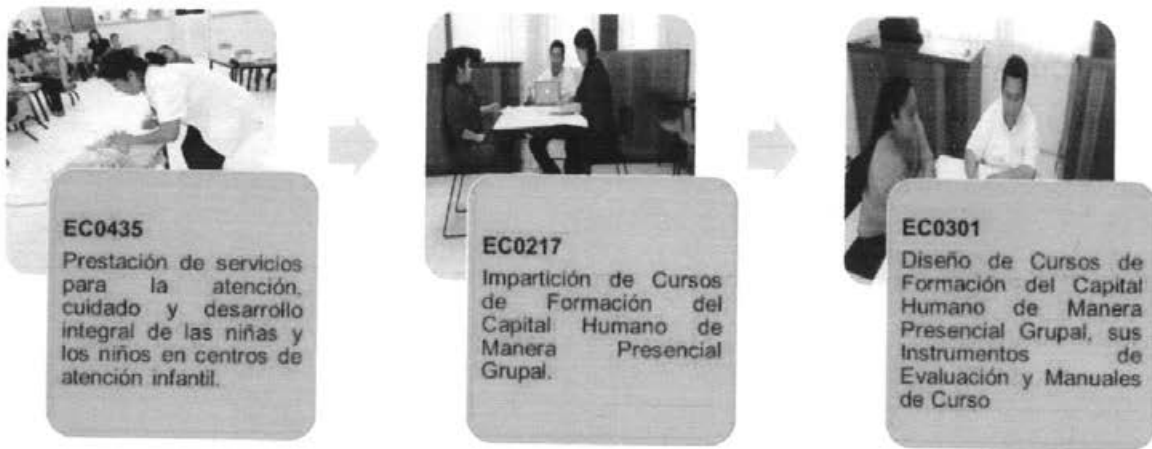 EC0435
Prestación de servicios
para la atención,
cuidado y desarrollo
integral de las niñas y
los niños en centros de
atención infantil.
EC0217
Impartición de Cursos
de Formación del
Capital Humano de
Manera Presencial
Grupal.
EC0301
Diseño de Cursos de
Formación del Capital
Humano de Manera
Presencial Grupal, sus
Instrumentos de
Evaluación y Manuales
de Curso